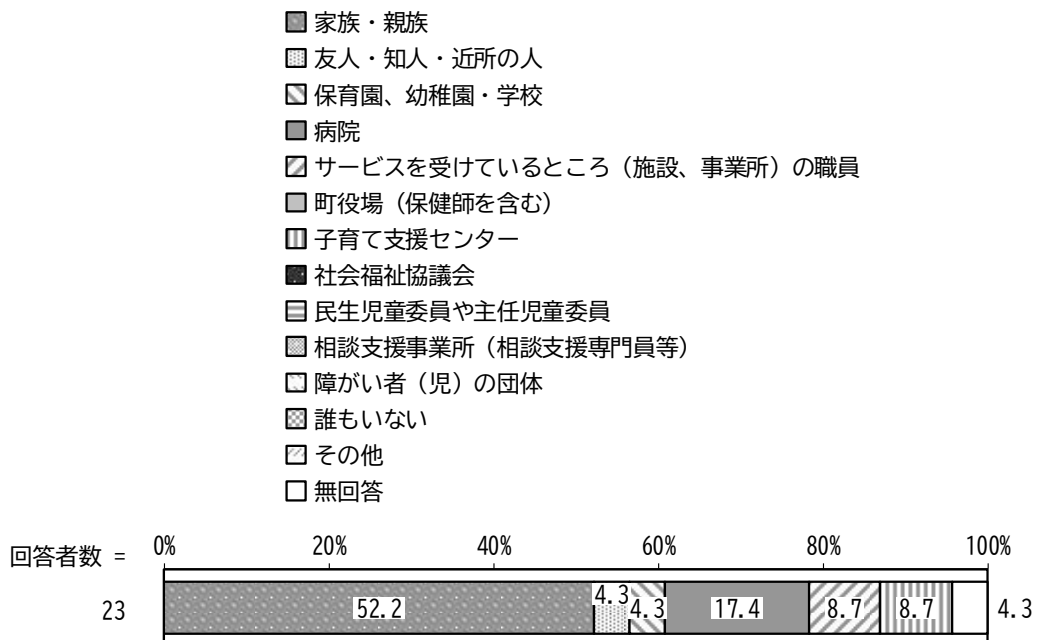 家族・親族
友人・知人・近所の人
保育園、幼稚園・学校
病院
サービスを受けているところ（施設、事業所）の職員
町役場（保健師を含む）
子育て支援センター
社会福祉協議会
民生児童委員や主任児童委員
相談支援事業所（相談支援専門員等）
障がい者（児）の団体
誰もいない
その他
無回答
回答者数 = 0% 20% 40% 60% 80% 100%
23 52.2 4.3 4.3 17.4 8.7 8.7 4.3